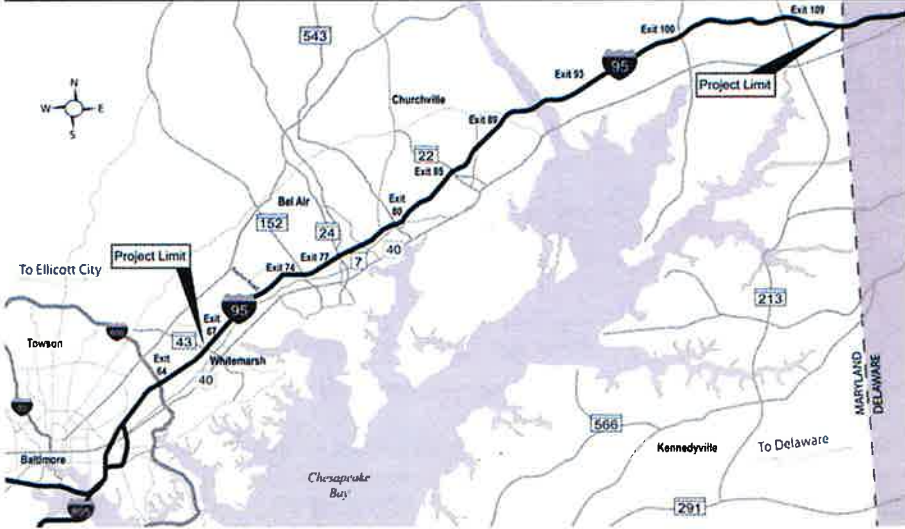 Exit 109
Exit 100
543
95
Exit 93
Project Limit
N
W
E
S
Churchville
Exit 89
22
Exit 85
Bel Air
Exit
80
152
24
40
Exit 77
7
Project Limit
Exit 74
To Ellicott City
95
213
Exit
67
43
Towson
Whitemarsh
Exit
64
40
MARYLAND
DELAWARE
566
To Delaware
Kennedyville
Baltimore
Chesapeake
Bay
291